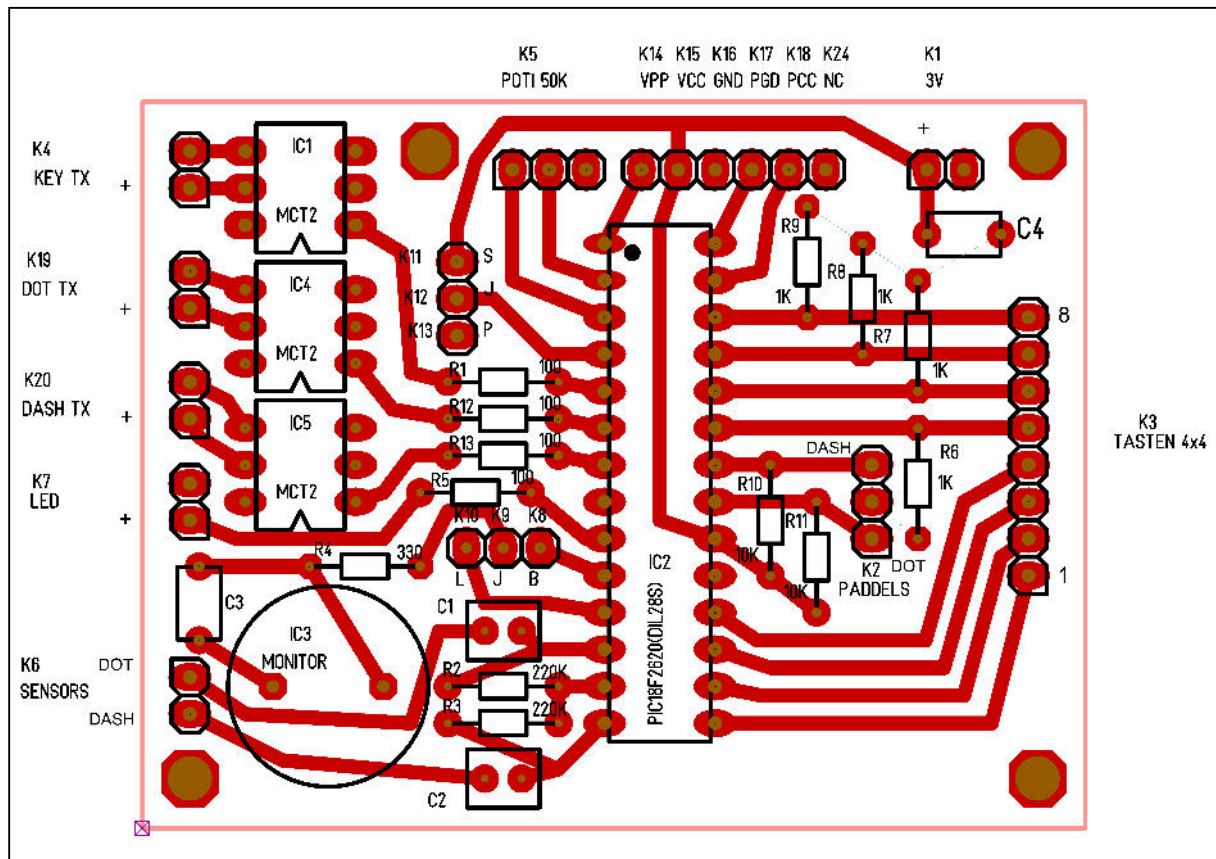 K5 K14 K15 K16 K17 K18 K24 K1
POTI 50K VPP VCC GND PGD PCC NC 3V
+
K4
KEY TX +
IC1
MCT2
K19
DOT TX
+
IC4
MCT2
K20
DASH TX
+
IC5
MCT2
K7
LED
+
K11 S
K12 J
K13 P
R1 100
R12 100
R13 100
R5 100
K10 K9 K8
L J B
R4 330
C3
IC3
MONITOR
K6
SENSORS
DOT
DASH
C1
R2 220K
R3 220K
C2
IC2
PIC18F2620(DIL28S)
R9
1K
R8
1K
R7
1K
C4
8
K3
TASTEN 4x4
1
DASH
R6
1K
R10
10K
R11
10K
K2 DOT
PADDELS